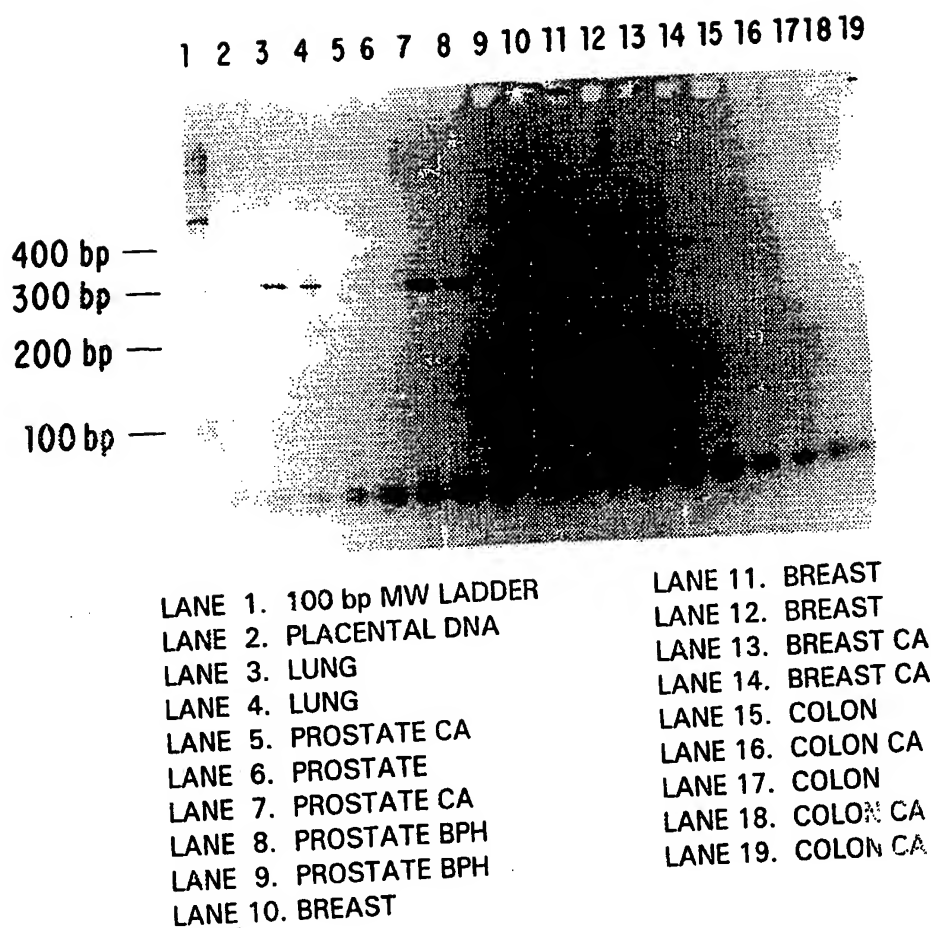 1 2 3 4 5 6 7 8 9 10 11 12 13 14 15 16 17 18 19
400 bp
300 bp
200 bp
100 bp
LANE 1. 100 bp MW LADDER
LANE 2. PLACENTAL DNA
LANE 3. LUNG
LANE 4. LUNG
LANE 5. PROSTATE CA
LANE 6. PROSTATE
LANE 7. PROSTATE CA
LANE 8. PROSTATE BPH
LANE 9. PROSTATE BPH
LANE 10. BREAST
LANE 11. BREAST
LANE 12. BREAST
LANE 13. BREAST CA
LANE 14. BREAST CA
LANE 15. COLON
LANE 16. COLON CA
LANE 17. COLON
LANE 18. COLON CA
LANE 19. COLON CA